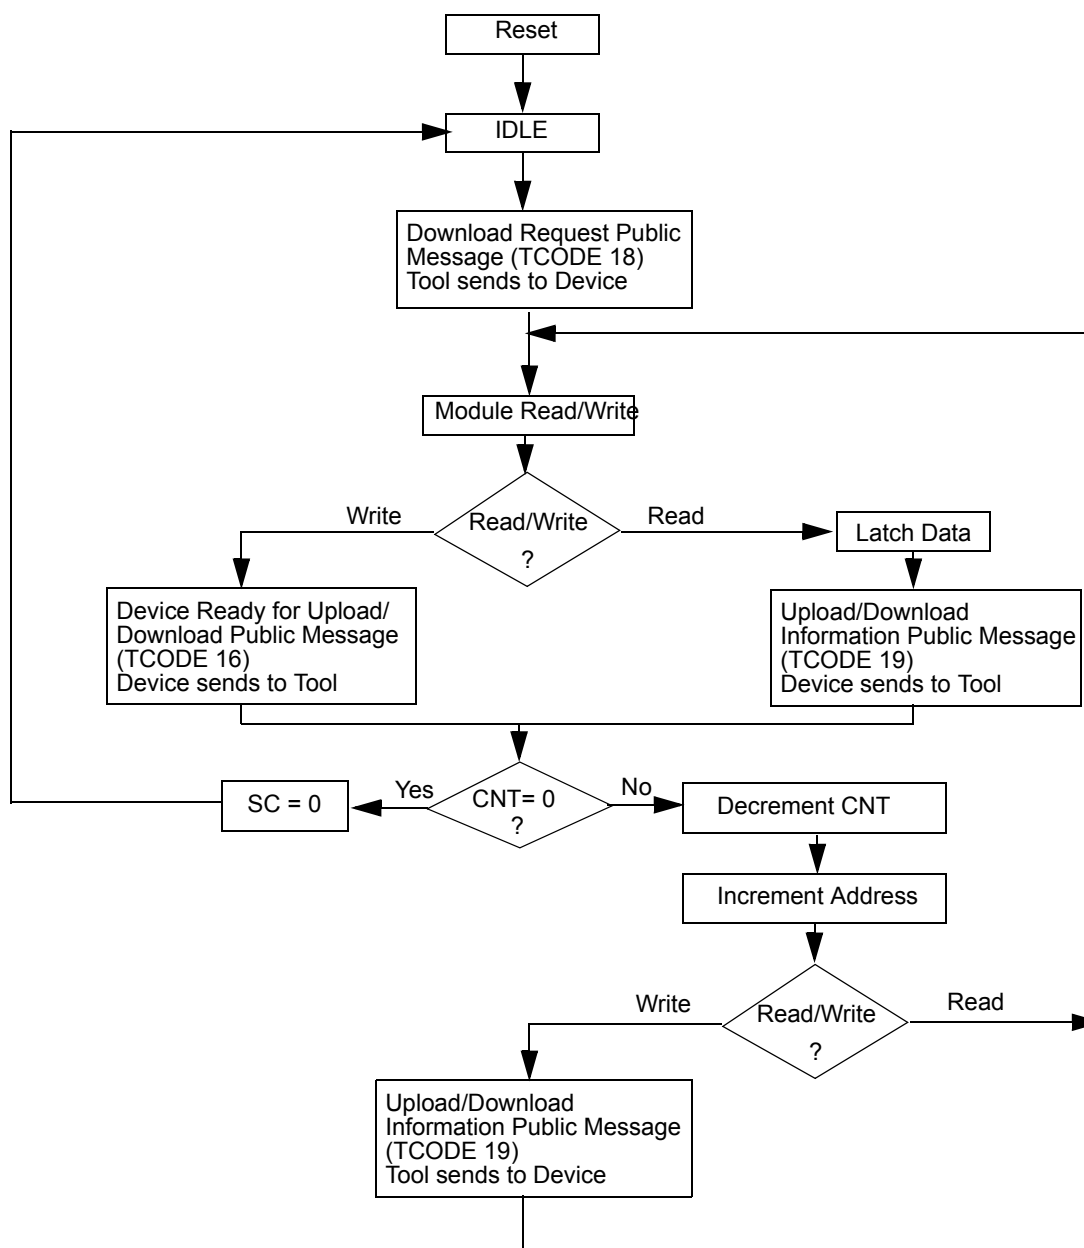 Reset
IDLE
Download Request Public
Message (TCODE 18)
Tool sends to Device
Module Read/Write
Write
Read/Write
?
Read
Latch Data
Device Ready for Upload/
Download Public Message
(TCODE 16)
Device sends to Tool
Upload/Download
Information Public Message
(TCODE 19)
Device sends to Tool
SC = 0
Yes
CNT= 0
?
No
Decrement CNT
Increment Address
Write
Read/Write
?
Read
Upload/Download
Information Public Message
(TCODE 19)
Tool sends to Device